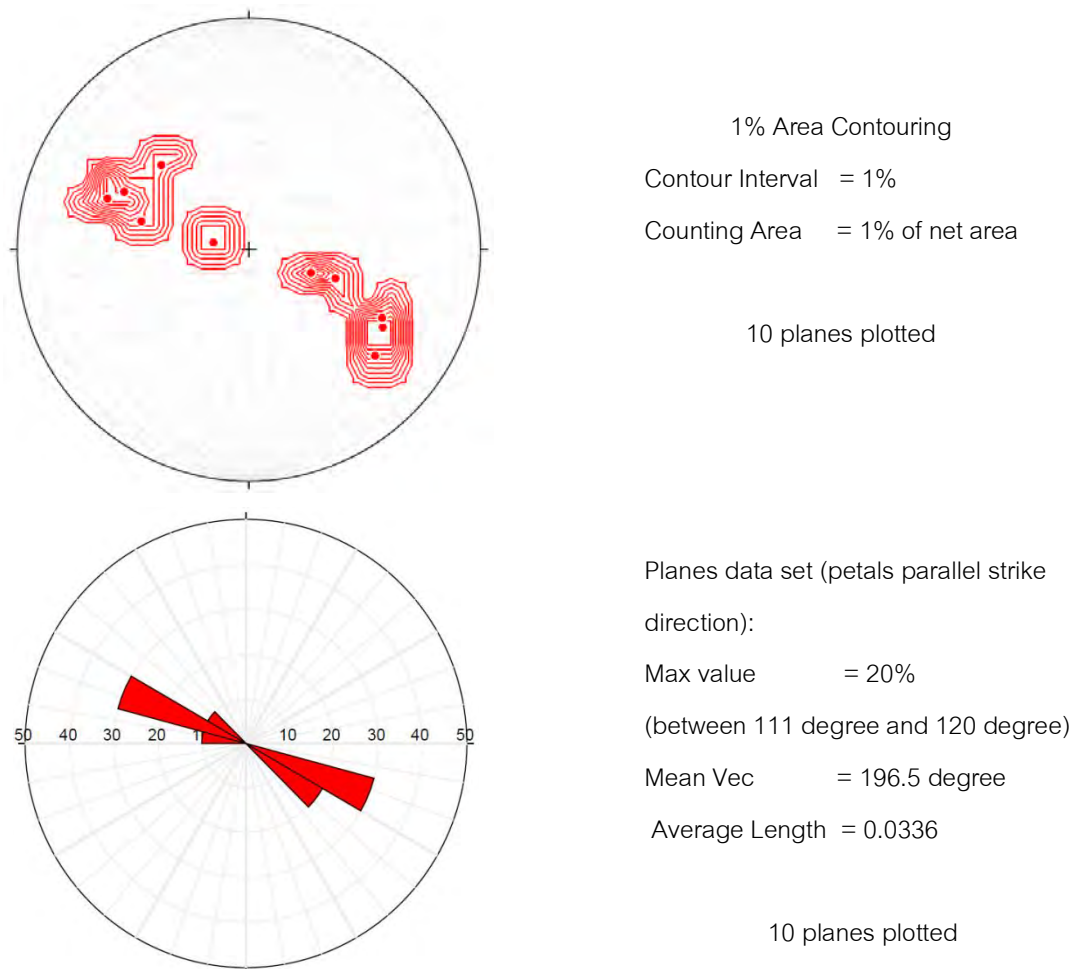 1% Area Contouring
Contour Interval = 1%
Counting Area = 1% of net area
10 planes plotted
Planes data set (petals parallel strike
direction):
Max value = 20%
(between 111 degree and 120 degree)
Mean Vec = 196.5 degree
Average Length = 0.0336
10 planes plotted
50 40 30 20 10 20 30 40 50